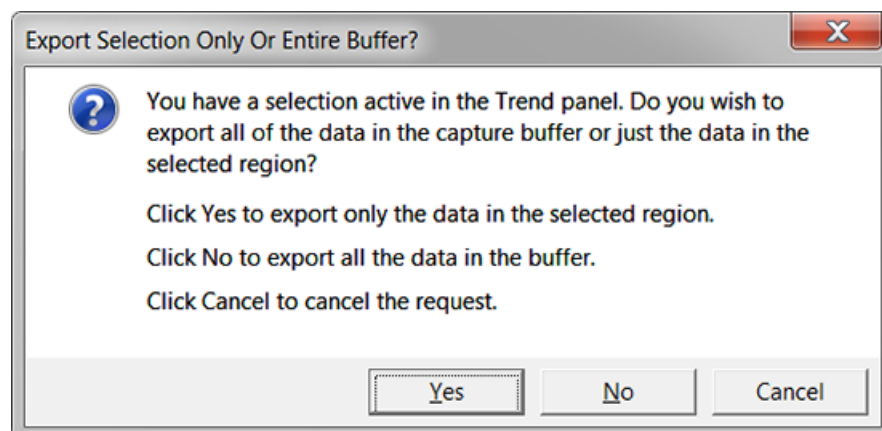 Export Selection Only Or Entire Buffer?
X
You have a selection active in the Trend panel. Do you wish to
export all of the data in the capture buffer or just the data in the
selected region?
Click Yes to export only the data in the selected region.
Click No to export all the data in the buffer.
Click Cancel to cancel the request.
Yes No Cancel